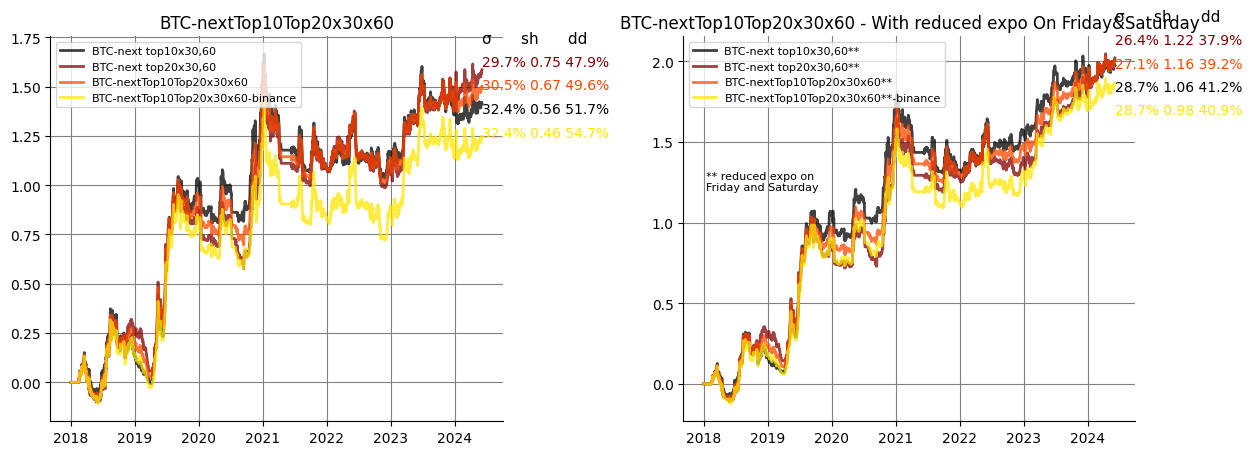 BTC-nextTop10Top20x30x60
σ sh dd
BTC-next top10x30,60
BTC-next top20x30,60
BTC-nextTop10Top20x30x60
BTC-nextTop10Top20x30x60-binance
29.7% 0.75 47.9%
30.5% 0.67 49.6%
32.4% 0.56 51.7%
32.4% 0.46 54.7%
1.75
1.50
1.25
1.00
0.75
0.50
0.25
0.00
2018 2019 2020 2021 2022 2023 2024
BTC-nextTop10Top20x30x60 - With reduced expo On Friday&Saturday
σ sh dd
BTC-next top10x30,60**
BTC-next top20x30,60**
BTC-nextTop10Top20x30x60**
BTC-nextTop10Top20x30x60**-binance
26.4% 1.22 37.9%
27.1% 1.16 39.2%
28.7% 1.06 41.2%
28.7% 0.98 40.9%
** reduced expo on
Friday and Saturday
2.0
1.5
1.0
0.5
0.0
2018 2019 2020 2021 2022 2023 2024